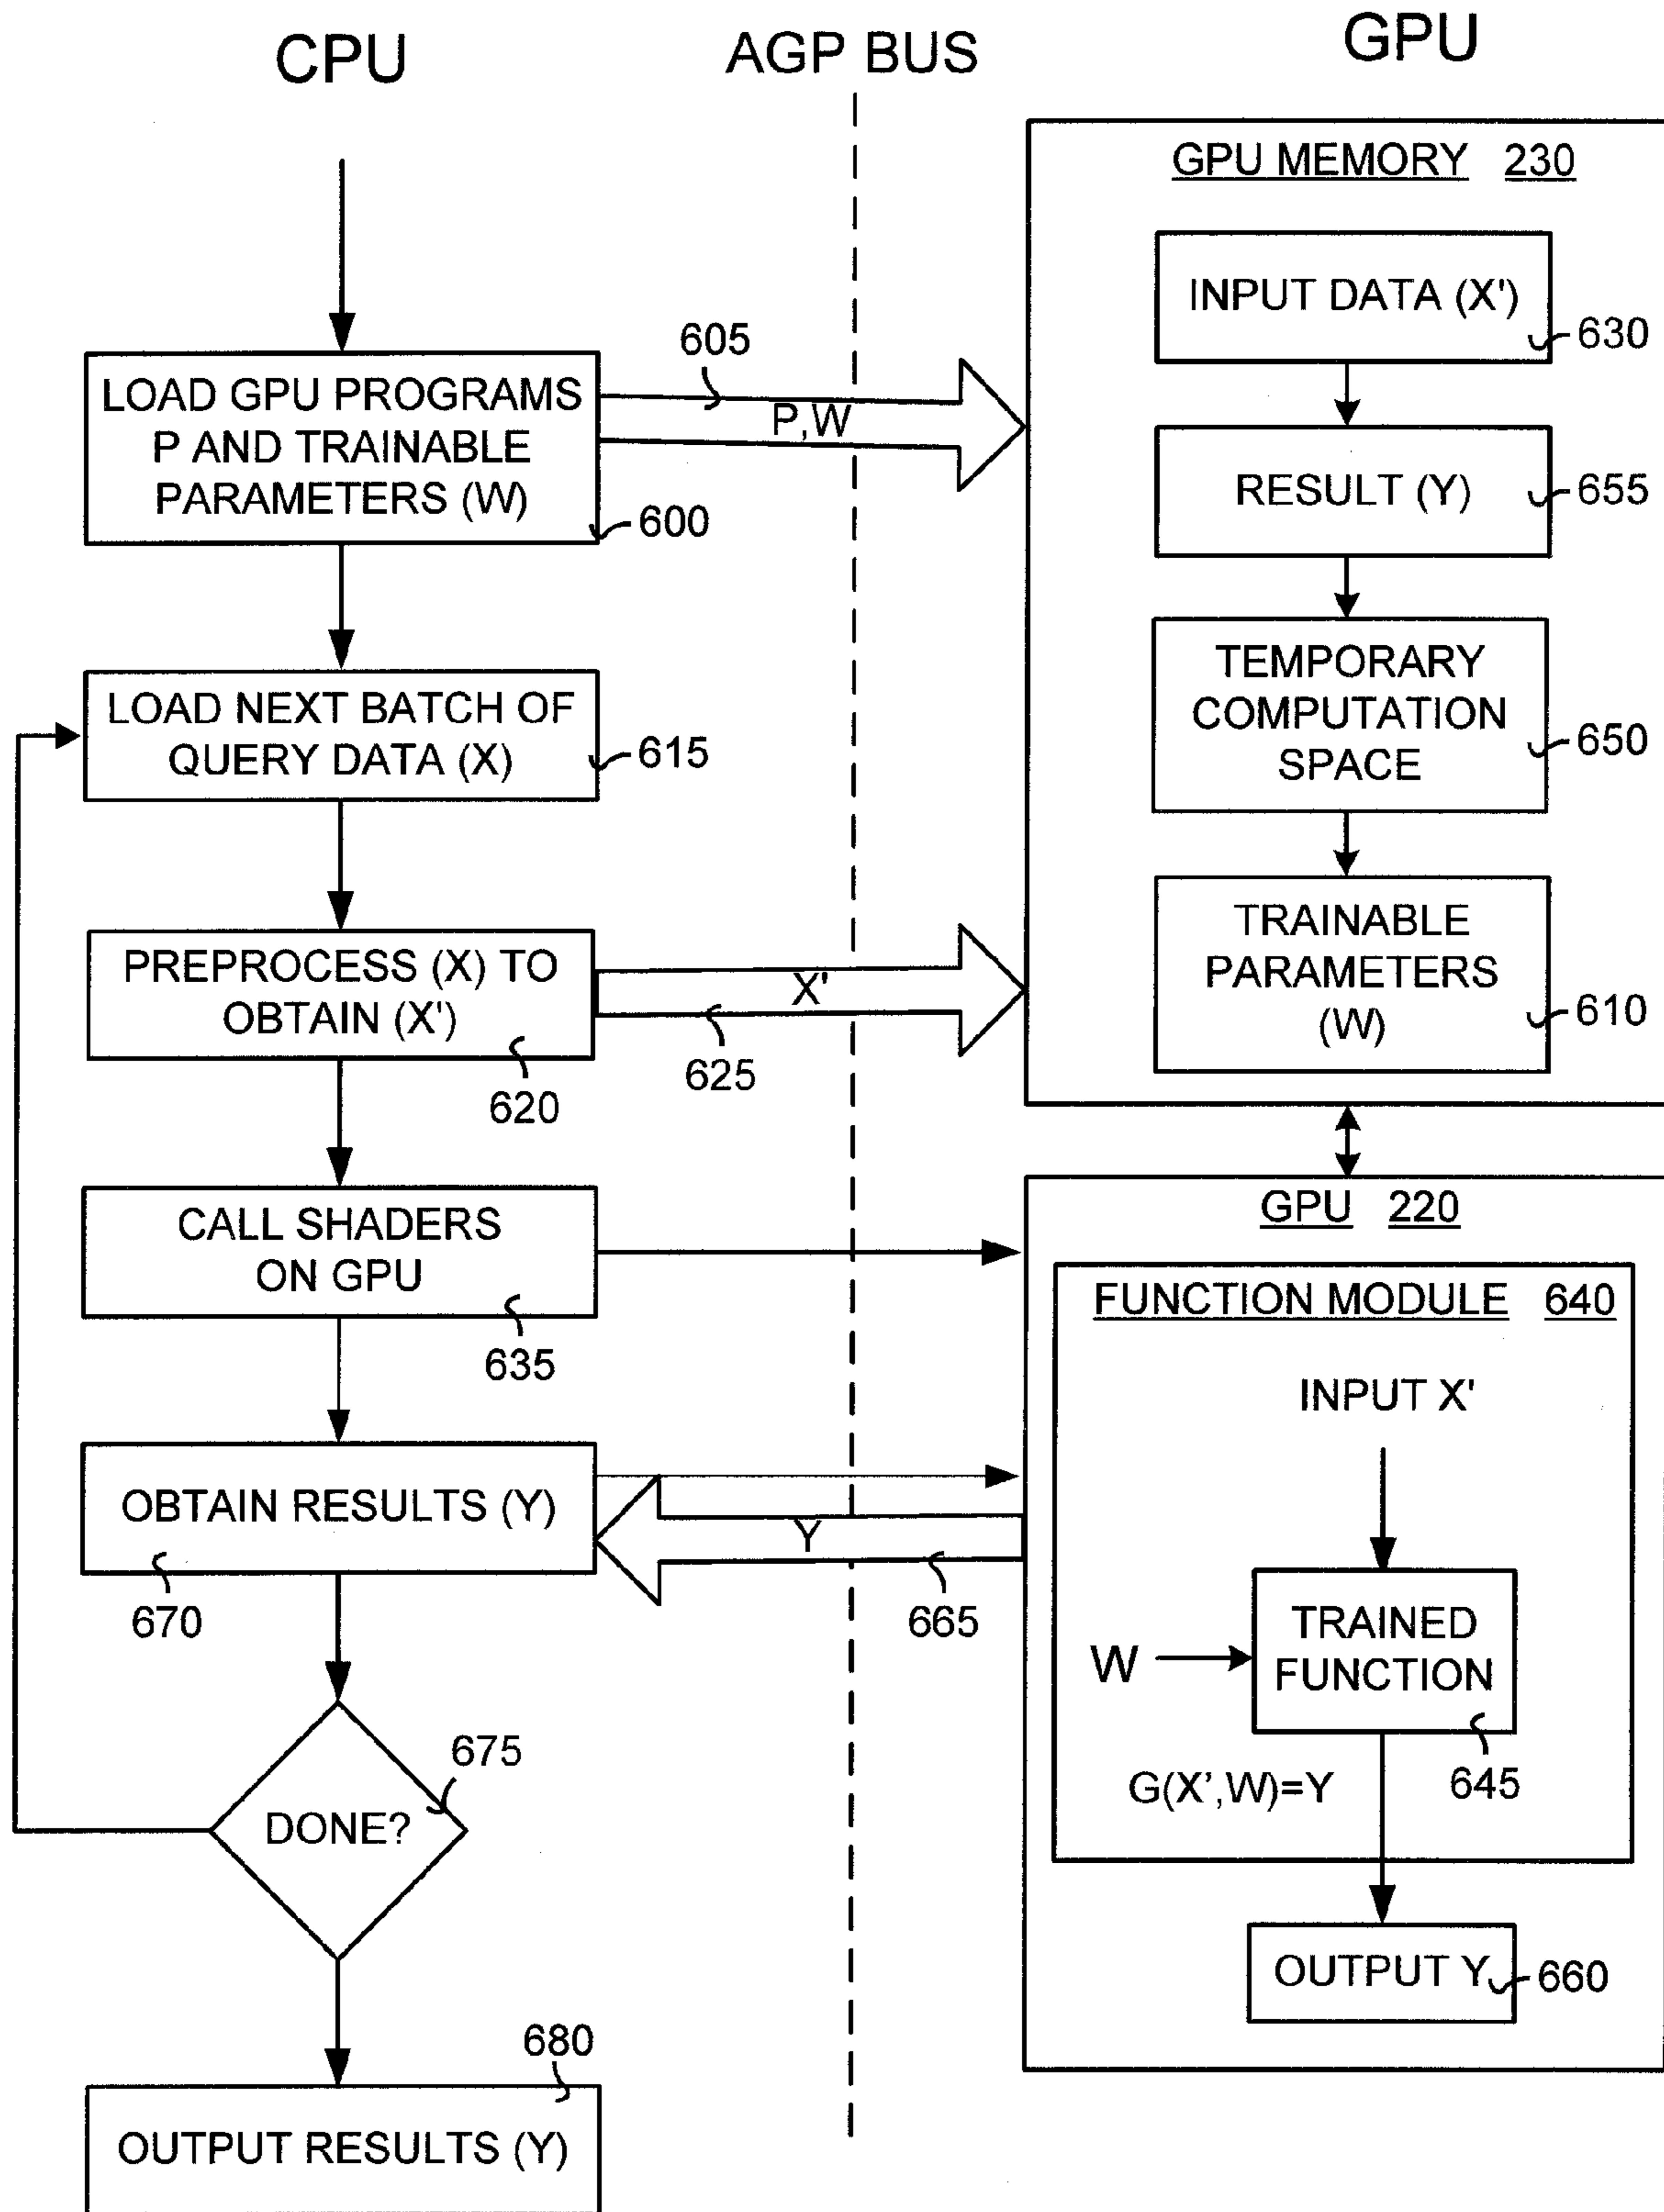 CPU
AGP BUS
GPU
LOAD GPU PROGRAMS
P AND TRAINABLE
PARAMETERS (W)
600
605
P,W
LOAD NEXT BATCH OF
QUERY DATA (X)
615
PREPROCESS (X) TO
OBTAIN (X')
620
X'
625
CALL SHADERS
ON GPU
635
OBTAIN RESULTS (Y)
670
Y
665
DONE?
675
680
OUTPUT RESULTS (Y)
GPU MEMORY 230
INPUT DATA (X')
630
RESULT (Y)
655
TEMPORARY
COMPUTATION
SPACE
650
TRAINABLE
PARAMETERS
(W)
610
GPU 220
FUNCTION MODULE 640
INPUT X'
W
TRAINED
FUNCTION
645
G(X’,W)=Y
OUTPUT Y
660